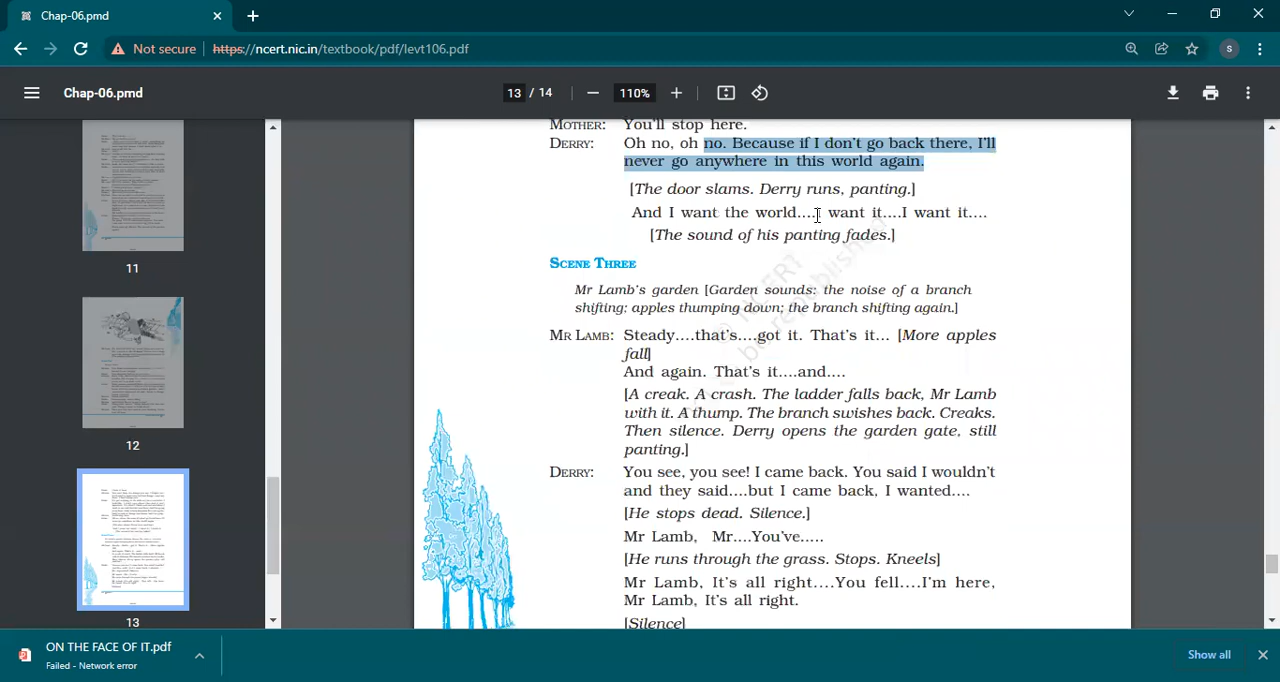 Chap-06.pmd
Not secure
https://ncert.nic.in/textbook/pdf/levt106.pdf
S
Chap-06.pmd
13 / 14
110%
11
12
13
MOTHER: You'll stop here.
DERRY: Oh no, oh no. Because if I don't go back there, I'll
never go anywhere in this world again.
[The door slams. Derry runs, panting.]
And I want the world.... want it....I want it....
[The sound of his panting fades.]
SCENE THREE
Mr Lamb's garden [Garden sounds: the noise of a branch
shifting; apples thumping down; the branch shifting again.]
MR LAMB: Steady....that's....got it. That's it... [More apples
fall]
And again. That's it....and....
[A creak. A crash. The ladder falls back, Mr Lamb
with it. A thump. The branch swishes back. Creaks.
Then silence. Derry opens the garden gate, still
panting.]
DERRY: You see, you see! I came back. You said I wouldn't
and they said....but I came back, I wanted....
[He stops dead. Silence.]
Mr Lamb, Mr....You've.....
[He runs through the grass. Stops. Kneels]
Mr Lamb, It's all right....You fell....I'm here,
Mr Lamb, It's all right.
[Silence]
ON THE FACE OF IT.pdf
Failed - Network error
Show all